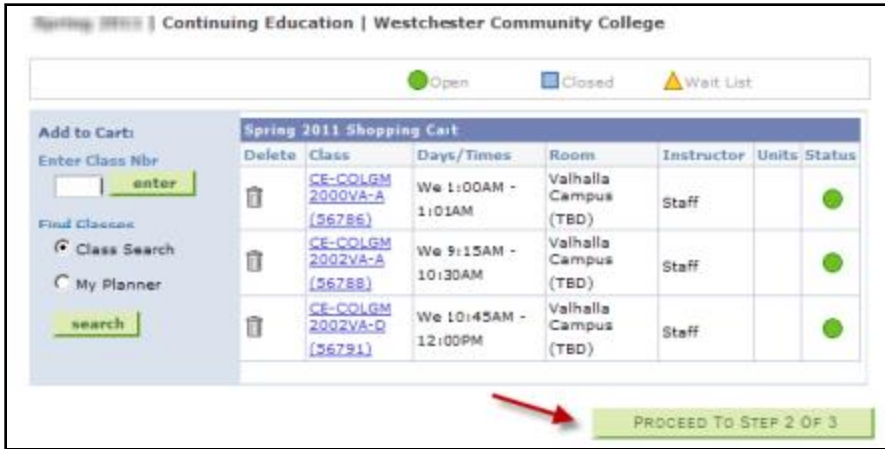 | Continuing Education | Westchester Community College
Open Closed Wait List
Add to Cart:
Enter Class Nbr
enter
Find Classes
Class Search
My Planner
search
Spring 2011 Shopping Cart
Delete Class Days/Times Room Instructor Units Status
CE-COLGM 2000VA-A (56786) We 1:00AM - 1:01AM Valhalla Campus (TBD) Staff
CE-COLGM 2002VA-A (56788) We 9:15AM - 10:30AM Valhalla Campus (TBD) Staff
CE-COLGM 2002VA-D (56791) We 10:45AM - 12:00PM Valhalla Campus (TBD) Staff
PROCEED TO STEP 2 OF 3